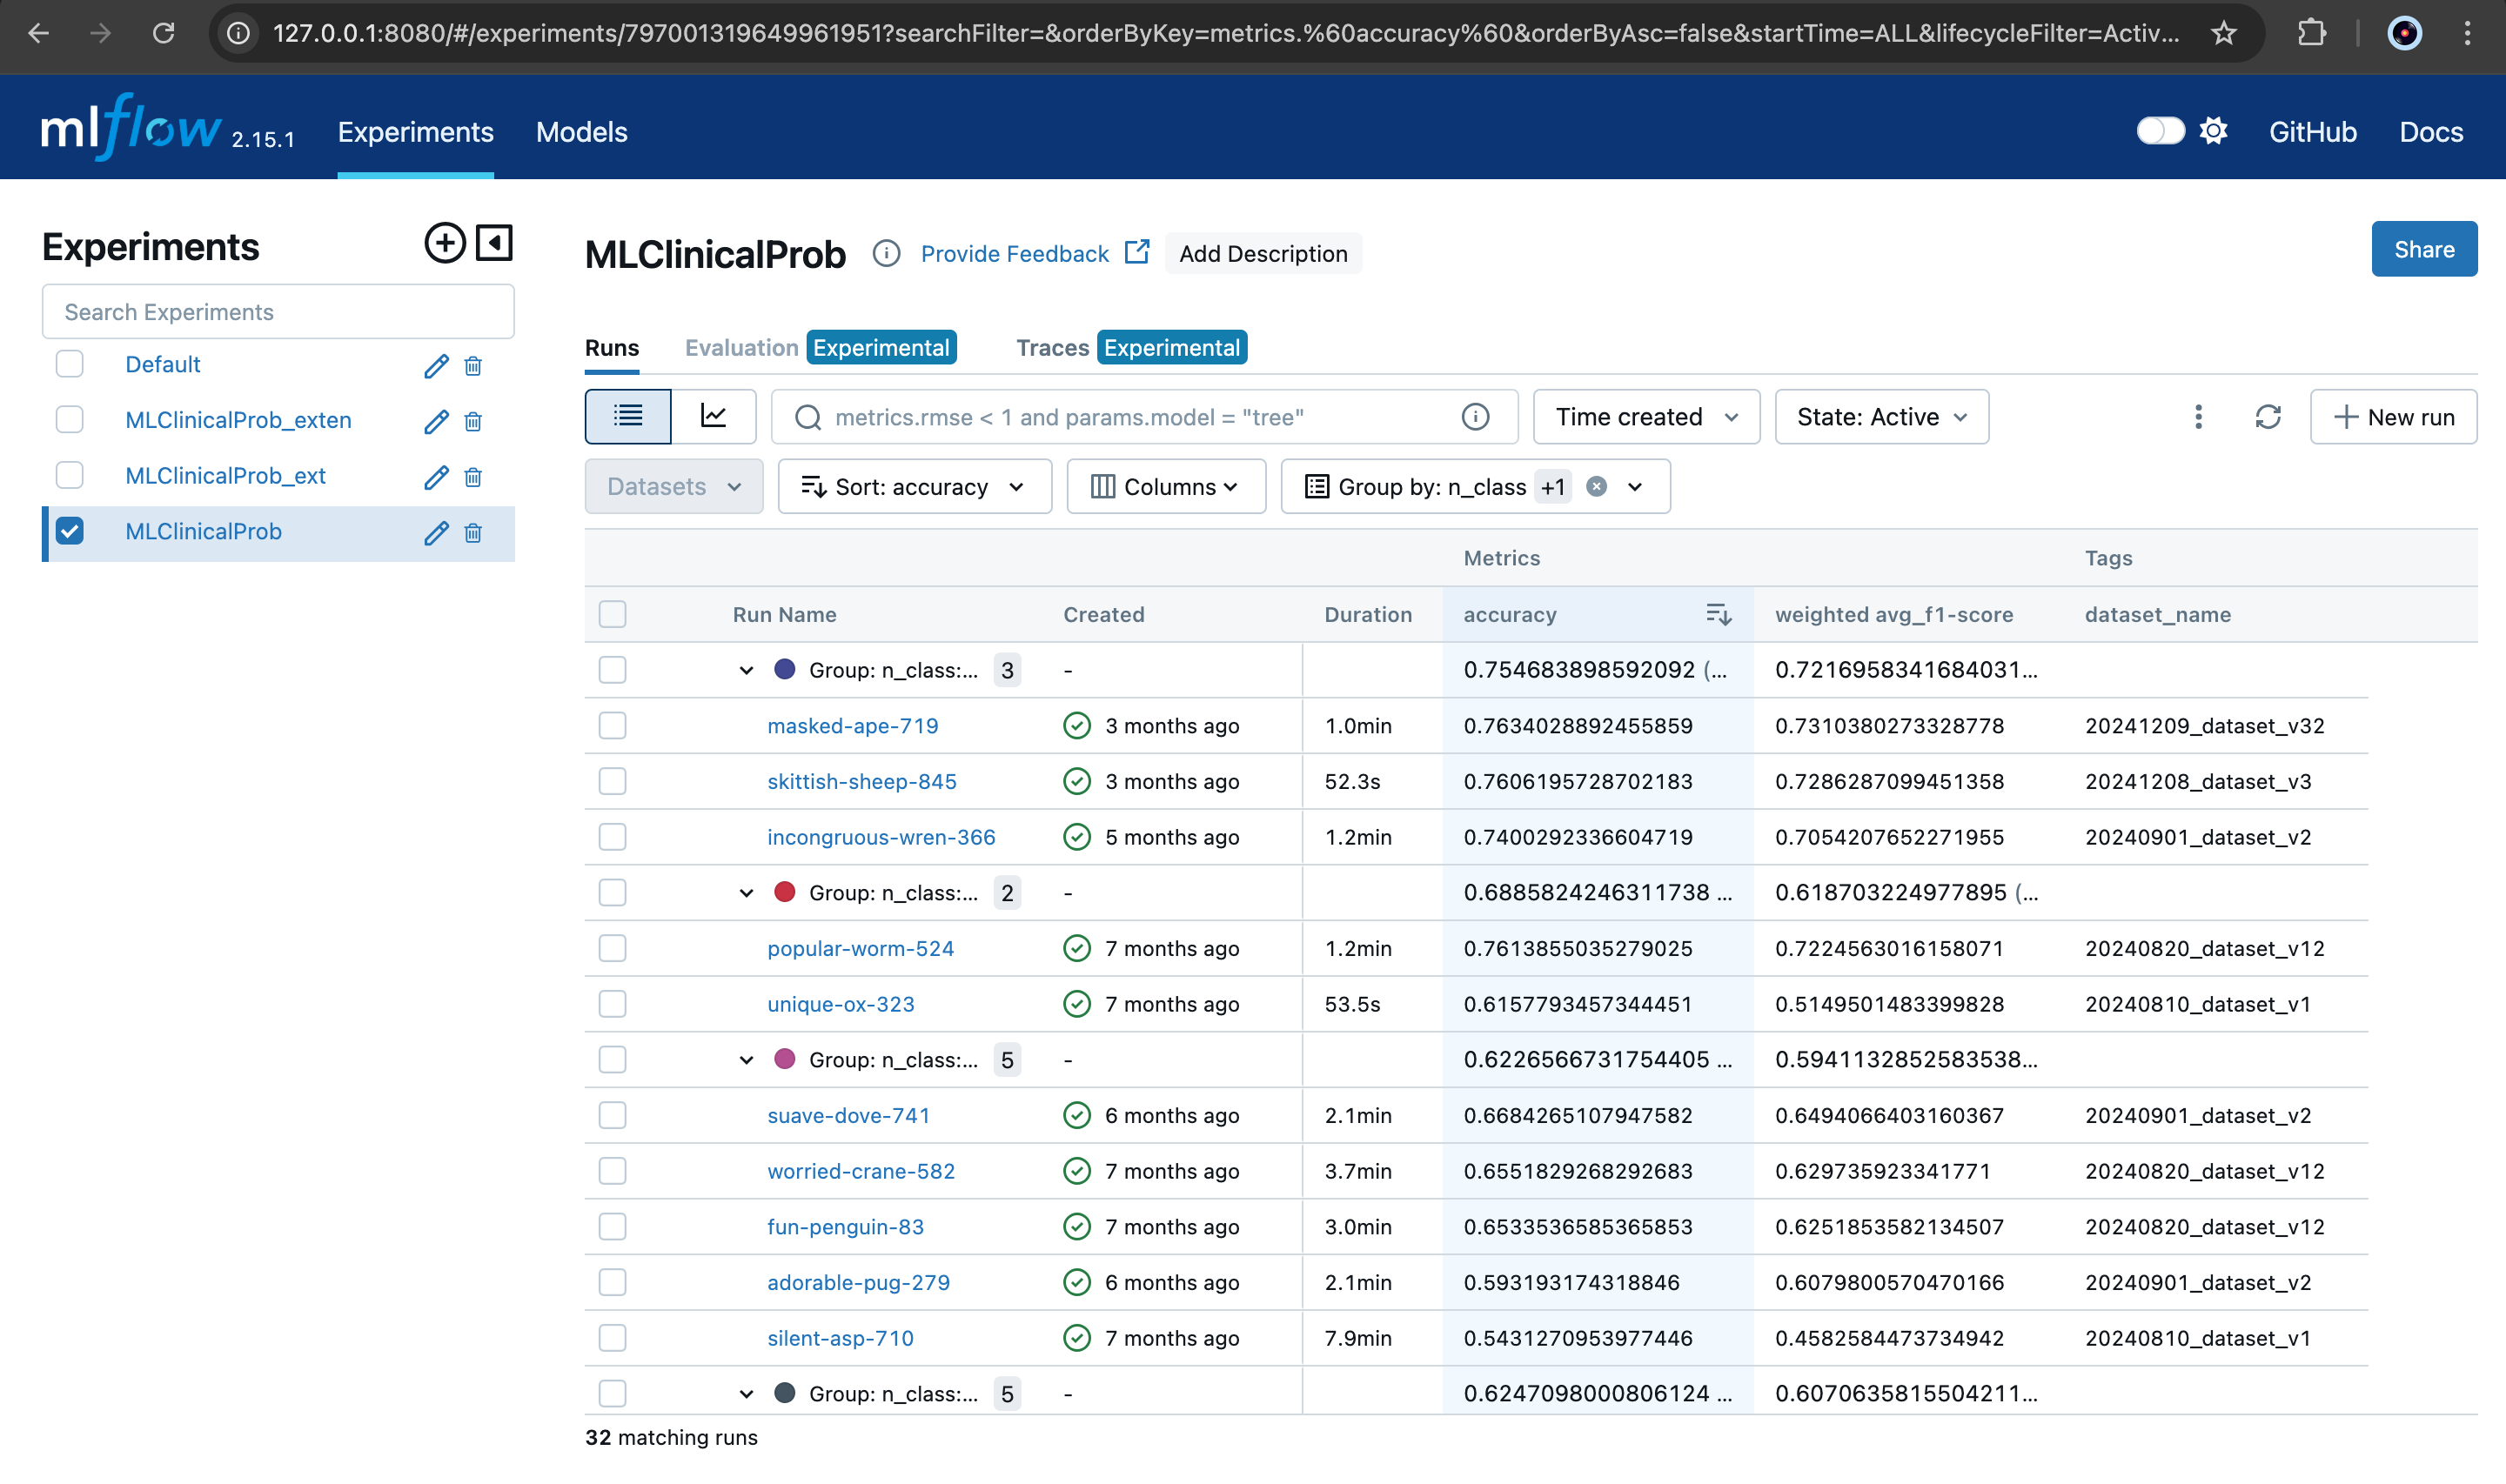 127.0.0.1:8080/#/experiments/797001319649961951?searchFilter=&orderByKey=metrics.%60accuracy%60&orderByAsc=false&startTime=ALL&lifecycleFilter=Activ...
mlflow 2.15.1 Experiments Models GitHub Docs
Experiments
Search Experiments
Default
MLClinicalProb_exten
MLClinicalProb_ext
MLClinicalProb
MLClinicalProb Provide Feedback Add Description Share
Runs Evaluation Experimental Traces Experimental
metrics.rmse < 1 and params.model = "tree" Time created State: Active New run
Datasets Sort: accuracy Columns Group by: n_class +1
Metrics Tags
Run Name Created Duration accuracy weighted avg_f1-score dataset_name
Group: n_class:... 3 - 0.754683898592092 (... 0.7216958341684031...
masked-ape-719 3 months ago 1.0min 0.7634028892455859 0.7310380273328778 20241209_dataset_v32
skittish-sheep-845 3 months ago 52.3s 0.7606195728702183 0.7286287099451358 20241208_dataset_v3
incongruous-wren-366 5 months ago 1.2min 0.7400292336604719 0.7054207652271955 20240901_dataset_v2
Group: n_class:... 2 - 0.6885824246311738 ... 0.618703224977895 (...
popular-worm-524 7 months ago 1.2min 0.7613855035279025 0.7224563016158071 20240820_dataset_v12
unique-ox-323 7 months ago 53.5s 0.6157793457344451 0.5149501483399828 20240810_dataset_v1
Group: n_class:... 5 - 0.6226566731754405 ... 0.5941132852583538...
suave-dove-741 6 months ago 2.1min 0.6684265107947582 0.6494066403160367 20240901_dataset_v2
worried-crane-582 7 months ago 3.7min 0.6551829268292683 0.629735923341771 20240820_dataset_v12
fun-penguin-83 7 months ago 3.0min 0.6533536585365853 0.6251853582134507 20240820_dataset_v12
adorable-pug-279 6 months ago 2.1min 0.593193174318846 0.6079800570470166 20240901_dataset_v2
silent-asp-710 7 months ago 7.9min 0.5431270953977446 0.4582584473734942 20240810_dataset_v1
Group: n_class:... 5 - 0.6247098000806124 ... 0.6070635815504211...
32 matching runs